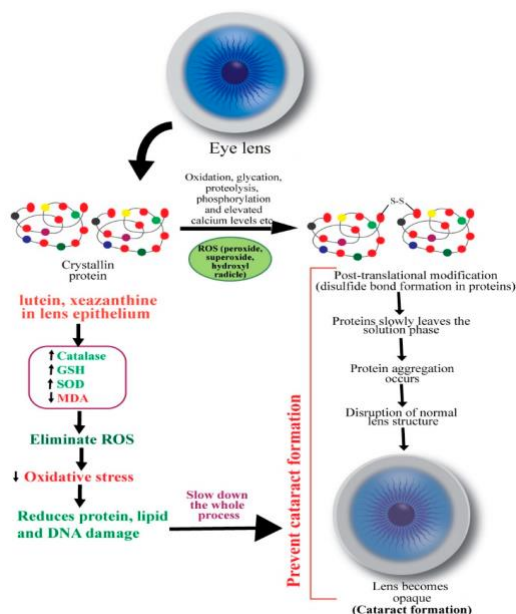 Eye lens
Oxidation, glycation,
proteolysis,
phosphorylation
and elevated
calcium levels etc
ROS (peroxide,
superoxide,
hydroxyl
radicle)
S-S
Crystallin
protein
Post-translational modification
(disulfide bond formation in proteins)
lutein, xeazanthine
in lens epithelium
Catalase
GSH
SOD
MDA
Eliminate ROS
Oxidative stress
Reduces protein, lipid
and DNA damage
Slow down
the whole
process
Prevent cataract formation
Proteins slowly leaves the
solution phase
Protein aggregation
occurs
Disruption of normal
lens structure
Lens becomes
opaque
(Cataract formation)